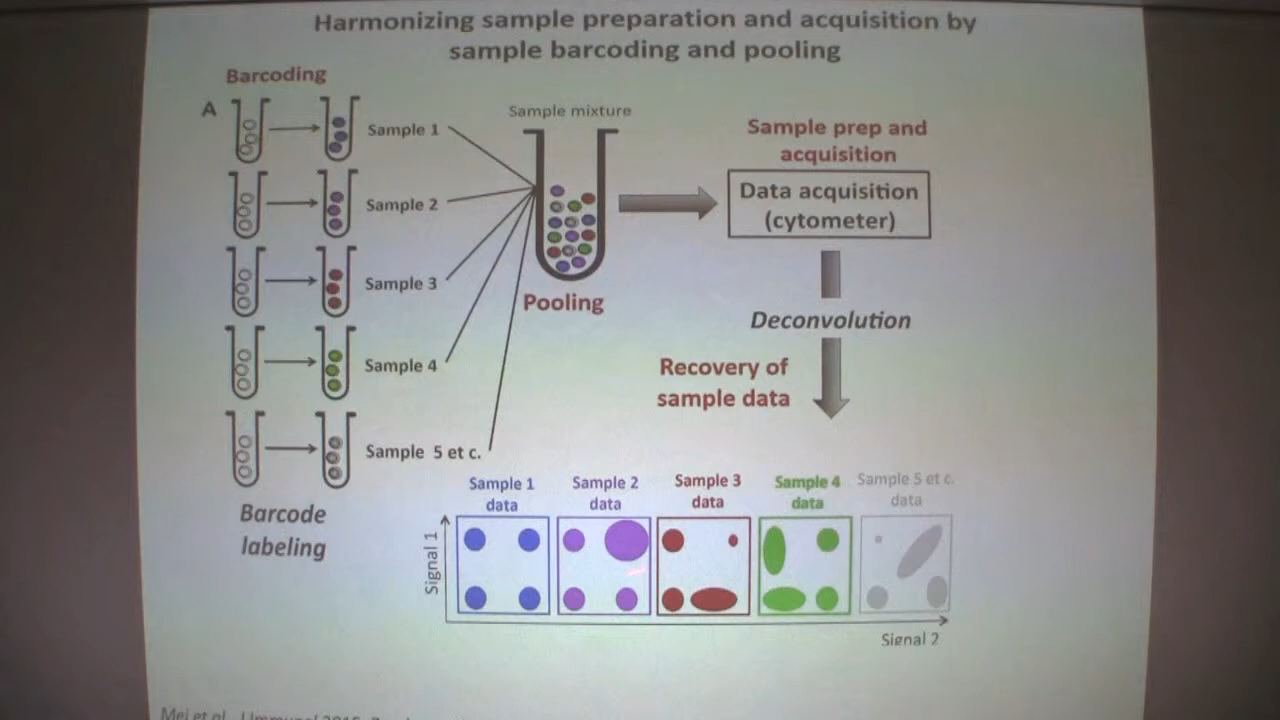 Harmonizing sample preparation and acquisition by
sample barcoding and pooling
Barcoding
A
Sample 1
Sample 2
Sample 3
Sample 4
Sample 5 et c.
Barcode
labeling
Sample mixture
Pooling
Sample prep and
acquisition
Data acquisition
(cytometer)
Deconvolution
Recovery of
sample data
Sample 1
data
Sample 2
data
Sample 3
data
Sample 4
data
Sample 5 et c.
data
Signal 1
Signal 2
Mei et al.,